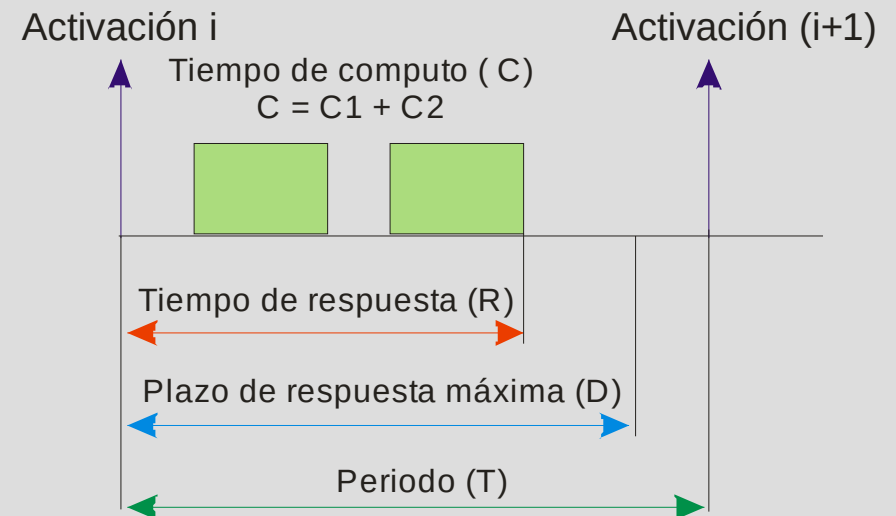 Activación i
Activación (i+1)
Tiempo de computo ( C)
C = C1 + C2
Tiempo de respuesta (R)
Plazo de respuesta máxima (D)
Periodo (T)